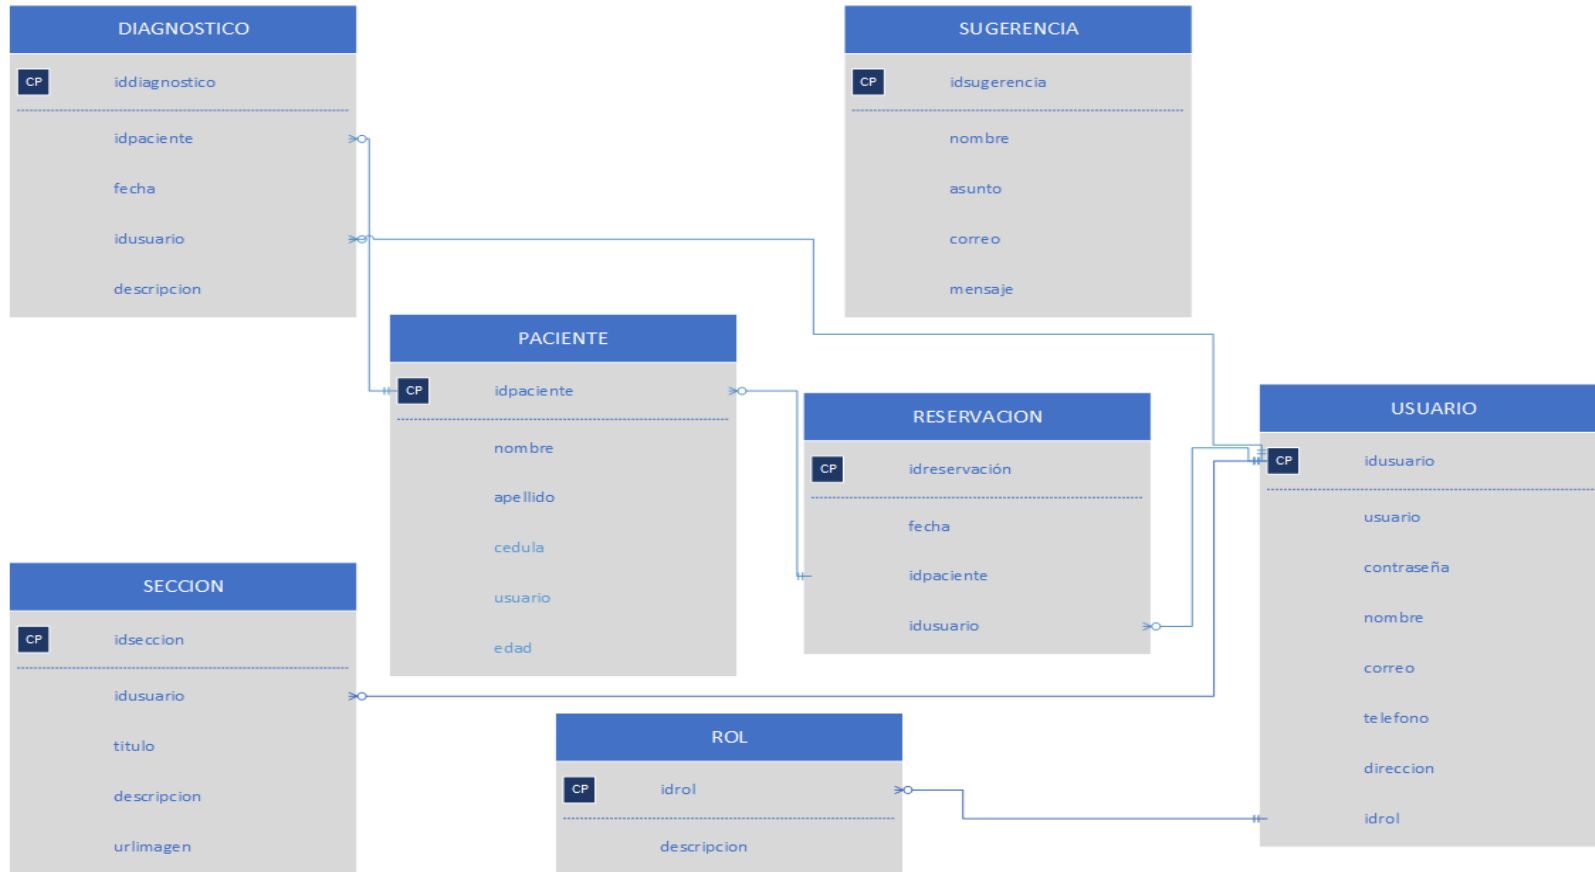 DIAGNOSTICO
CP iddiagnostico
idpaciente
fecha
idusuario
descripcion
SUGERENCIA
CP idsugerencia
nombre
asunto
correo
mensaje
PACIENTE
CP idpaciente
nombre
apellido
cedula
usuario
edad
RESERVACION
CP idreservación
fecha
idpaciente
idusuario
USUARIO
CP idusuario
usuario
contraseña
nombre
correo
telefono
direccion
idrol
SECCION
CP idseccion
idusuario
titulo
descripcion
urlimagen
ROL
CP idrol
descripcion